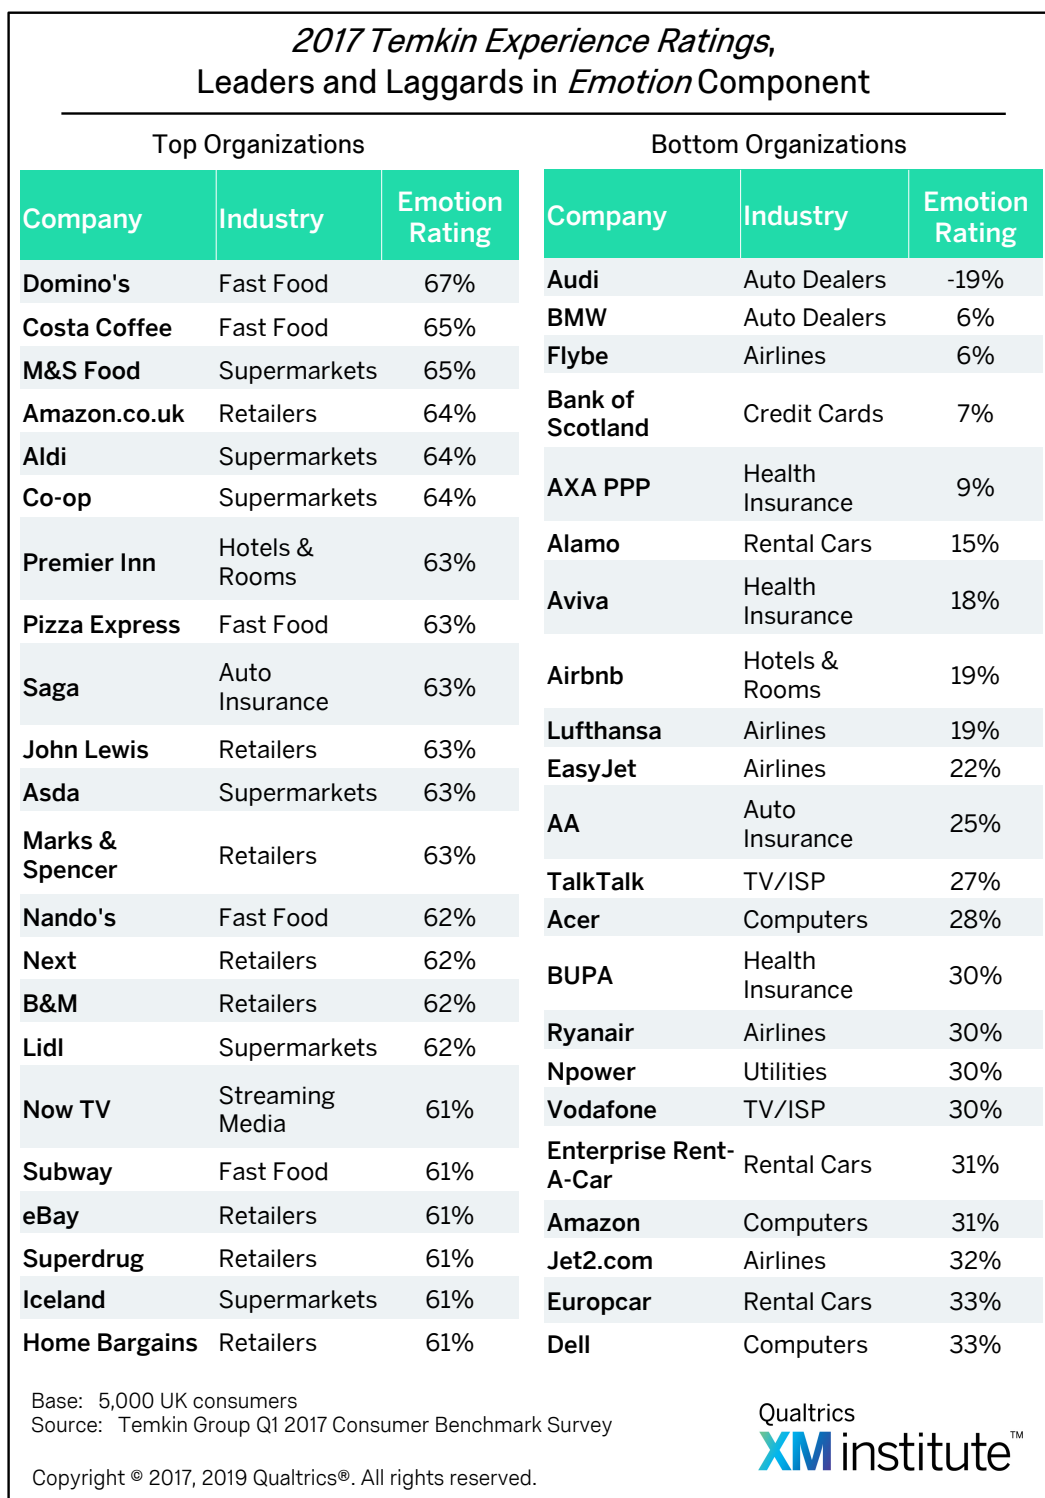 2017 Temkin Experience Ratings,
Leaders and Laggards in Emotion Component
Top Organizations
Company Industry Emotion Rating
Domino's Fast Food 67%
Costa Coffee Fast Food 65%
M&S Food Supermarkets 65%
Amazon.co.uk Retailers 64%
Aldi Supermarkets 64%
Co-op Supermarkets 64%
Premier Inn Hotels & Rooms 63%
Pizza Express Fast Food 63%
Saga Auto Insurance 63%
John Lewis Retailers 63%
Asda Supermarkets 63%
Marks & Spencer Retailers 63%
Nando's Fast Food 62%
Next Retailers 62%
B&M Retailers 62%
Lidl Supermarkets 62%
Now TV Streaming Media 61%
Subway Fast Food 61%
eBay Retailers 61%
Superdrug Retailers 61%
Iceland Supermarkets 61%
Home Bargains Retailers 61%
Bottom Organizations
Company Industry Emotion Rating
Audi Auto Dealers -19%
BMW Auto Dealers 6%
Flybe Airlines 6%
Bank of Scotland Credit Cards 7%
AXA PPP Health Insurance 9%
Alamo Rental Cars 15%
Aviva Health Insurance 18%
Airbnb Hotels & Rooms 19%
Lufthansa Airlines 19%
EasyJet Airlines 22%
AA Auto Insurance 25%
TalkTalk TV/ISP 27%
Acer Computers 28%
BUPA Health Insurance 30%
Ryanair Airlines 30%
Npower Utilities 30%
Vodafone TV/ISP 30%
Enterprise Rent-A-Car Rental Cars 31%
Amazon Computers 31%
Jet2.com Airlines 32%
Europcar Rental Cars 33%
Dell Computers 33%
Base: 5,000 UK consumers
Source: Temkin Group Q1 2017 Consumer Benchmark Survey
Copyright © 2017, 2019 Qualtrics®. All rights reserved.
Qualtrics
XM institute™